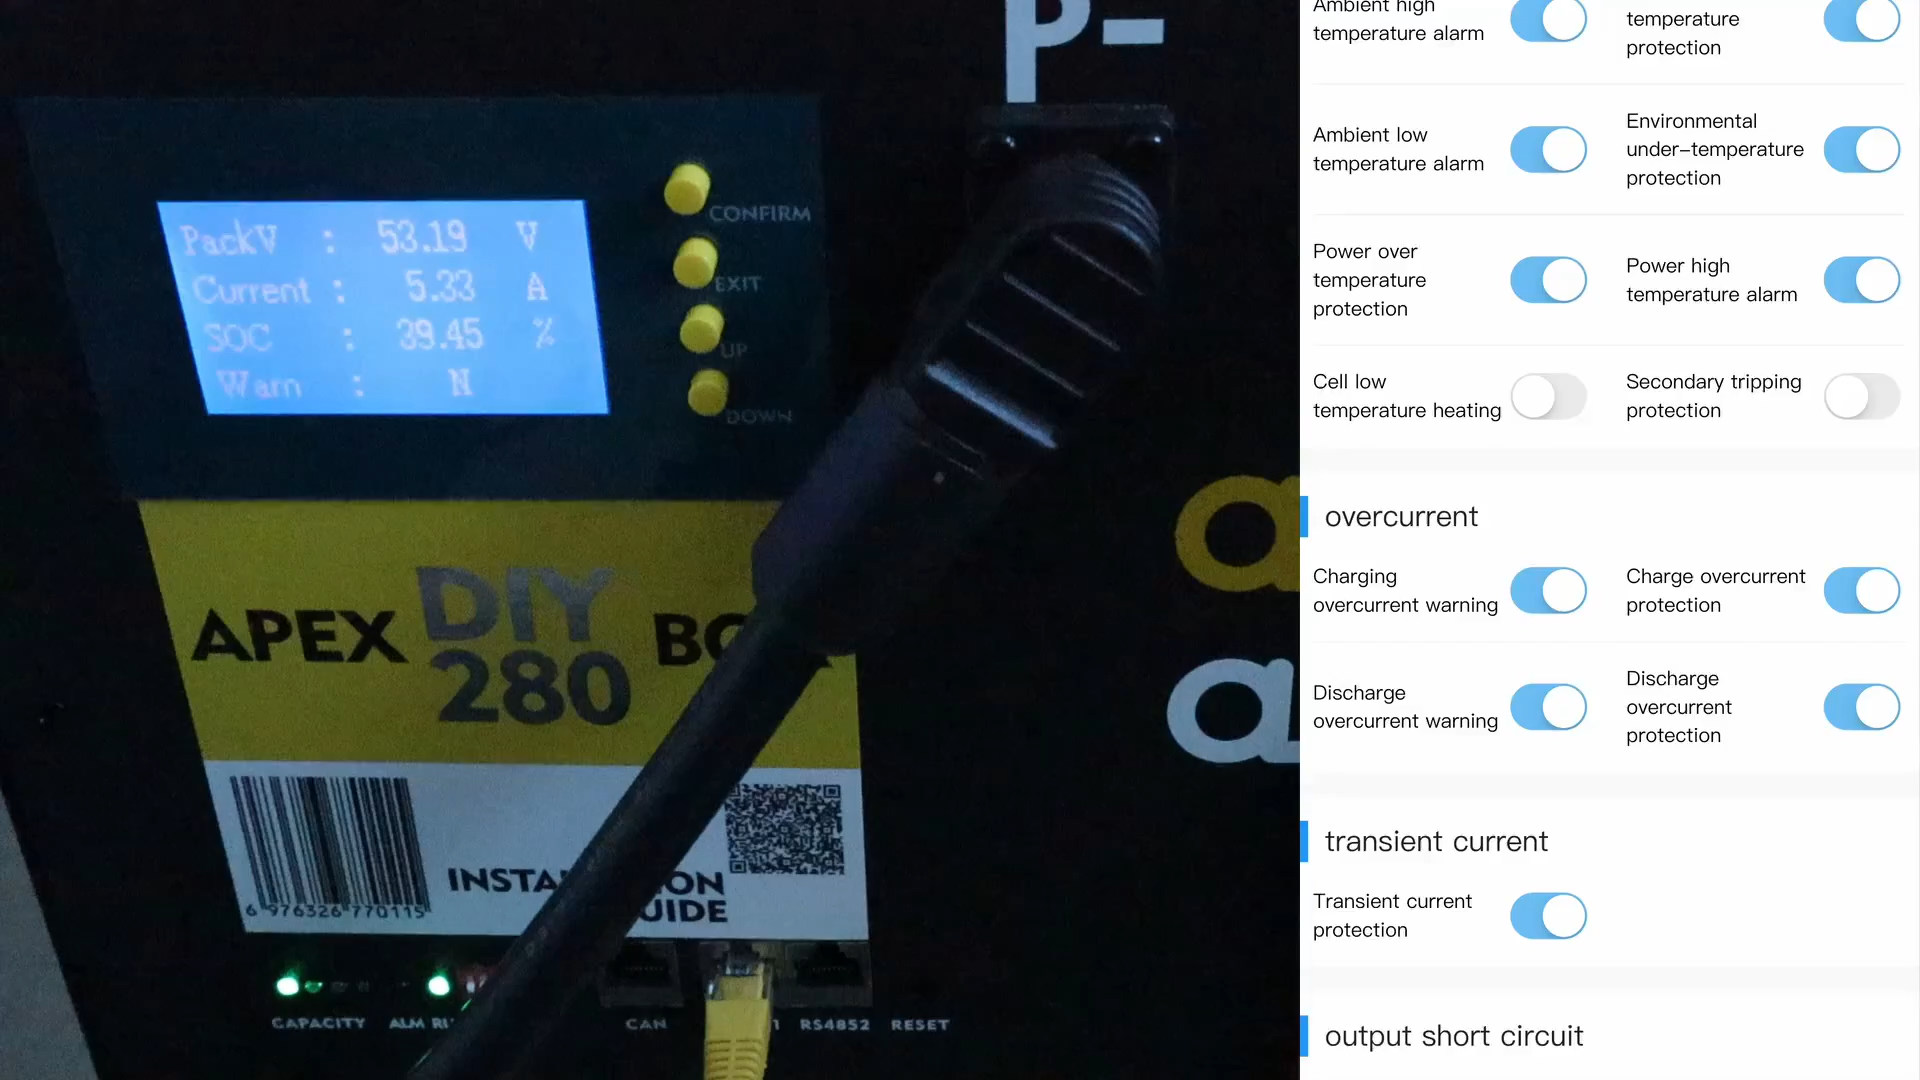 P-
PackV : 53.19 V
Current : 5.33 A
SOC : 39.45 %
Warn : N
CONFIRM
EXIT
UP
DOWN
APEX DIY 280
INSTA
ON
UIDE
6 976326 770115
CAPACITY ALM
CAN
1
RS4852
RESET
Ambient high
temperature alarm
temperature
protection
Ambient low
temperature alarm
Environmental
under-temperature
protection
Power over
temperature
protection
Power high
temperature alarm
Cell low
temperature heating
Secondary tripping
protection
overcurrent
Charging
overcurrent warning
Charge overcurrent
protection
Discharge
overcurrent warning
Discharge
overcurrent
protection
transient current
Transient current
protection
output short circuit